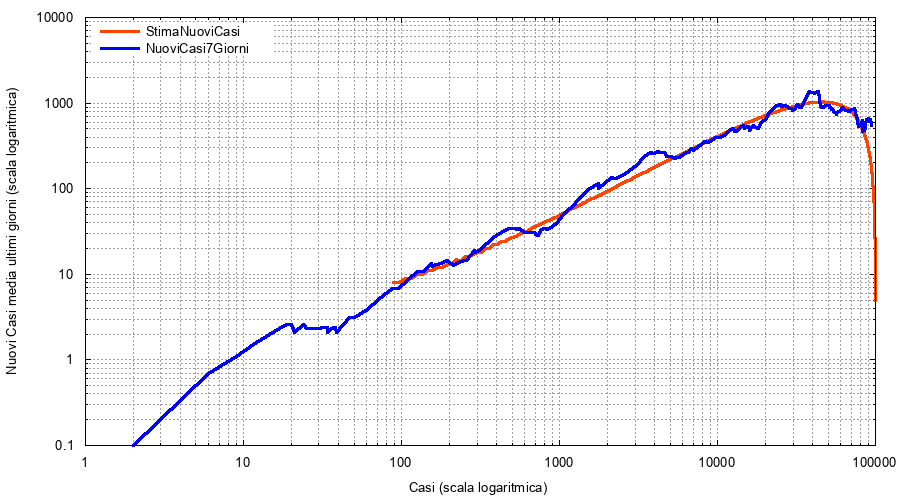 10000
1000
100
10
1
0.1
StimaNuoviCasi
NuoviCasi7Giorni
Nuovi Casi media ultimi giorni (scala logaritmica)
1 10 100 1000 10000 100000
Casi (scala logaritmica)